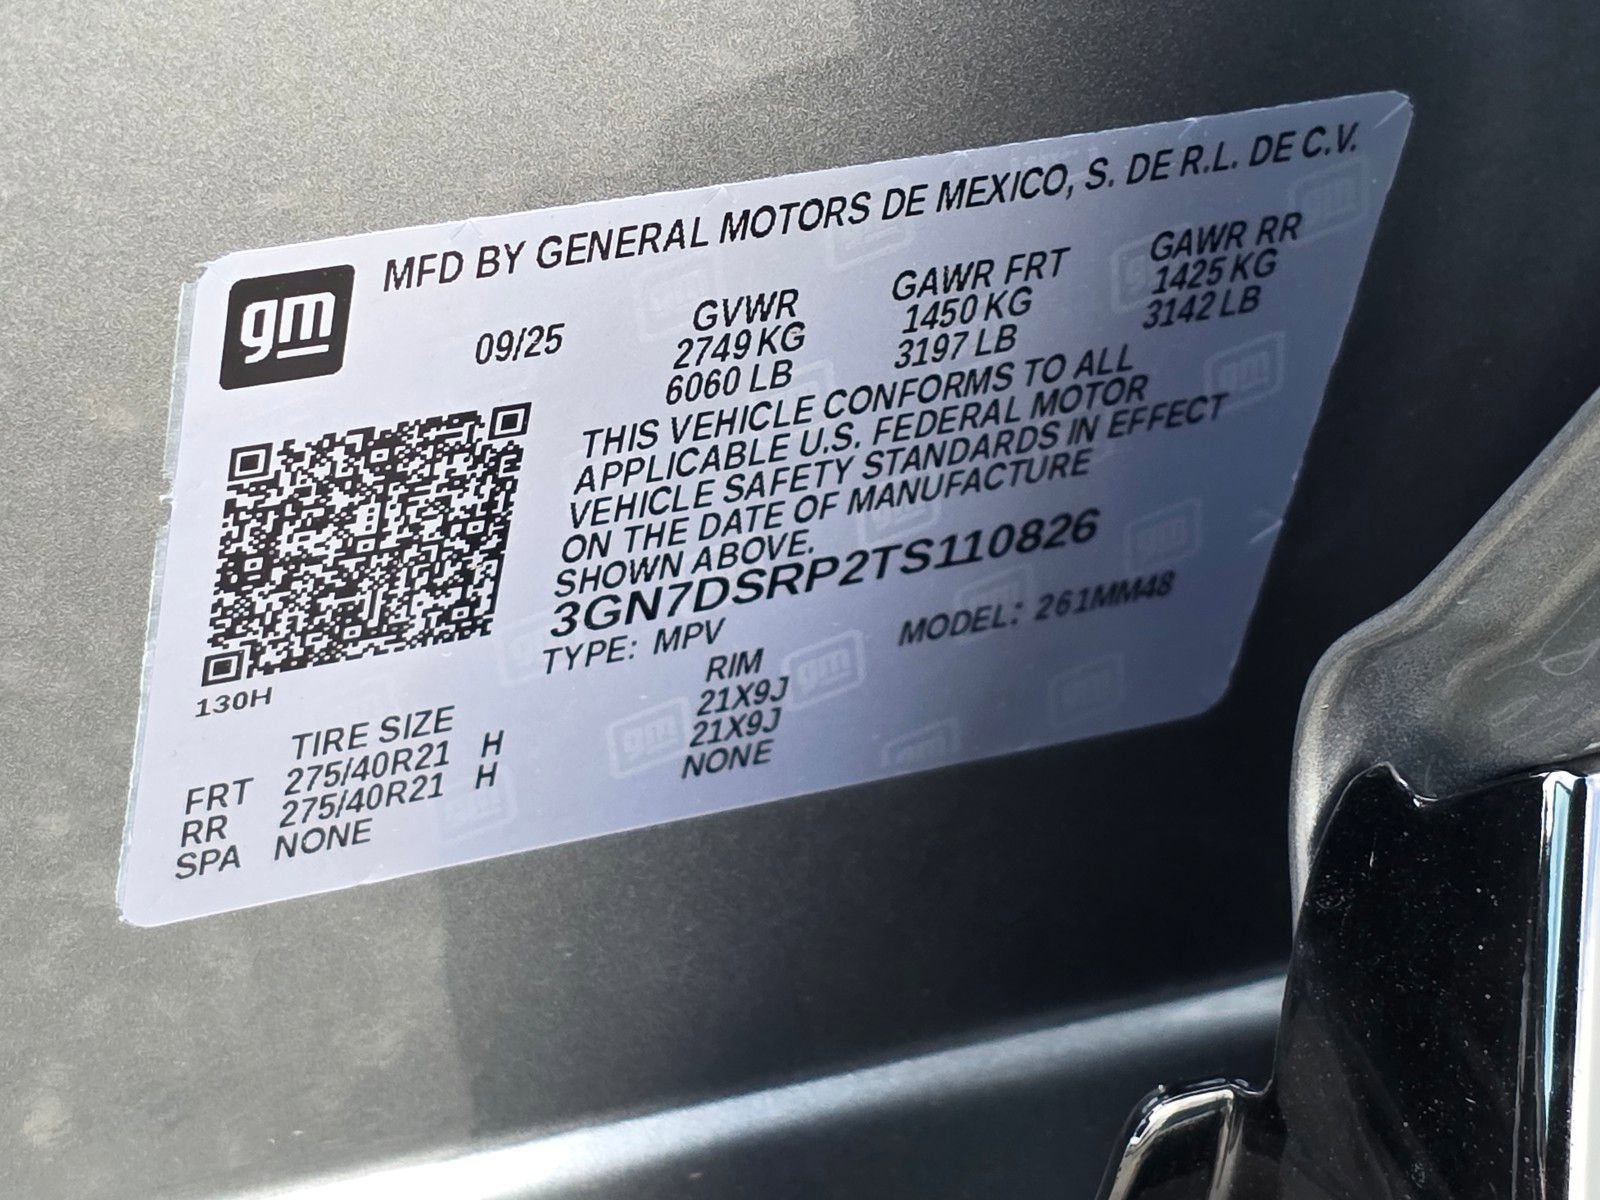 MFD BY GENERAL MOTORS DE MEXICO, S. DE R.L. DE C.V.
gm
09/25
GVWR GAWR FRT GAWR RR
2749 KG 1450 KG 1425 KG
6060 LB 3197 LB 3142 LB
THIS VEHICLE CONFORMS TO ALL
APPLICABLE U.S. FEDERAL MOTOR
VEHICLE SAFETY STANDARDS IN EFFECT
ON THE DATE OF MANUFACTURE
SHOWN ABOVE.
3GN7DSRP2TS110826
TYPE: MPV MODEL: 261MM48
130H
TIRE SIZE RIM
FRT 275/40R21 H 21X9J
RR 275/40R21 H 21X9J
SPA NONE NONE